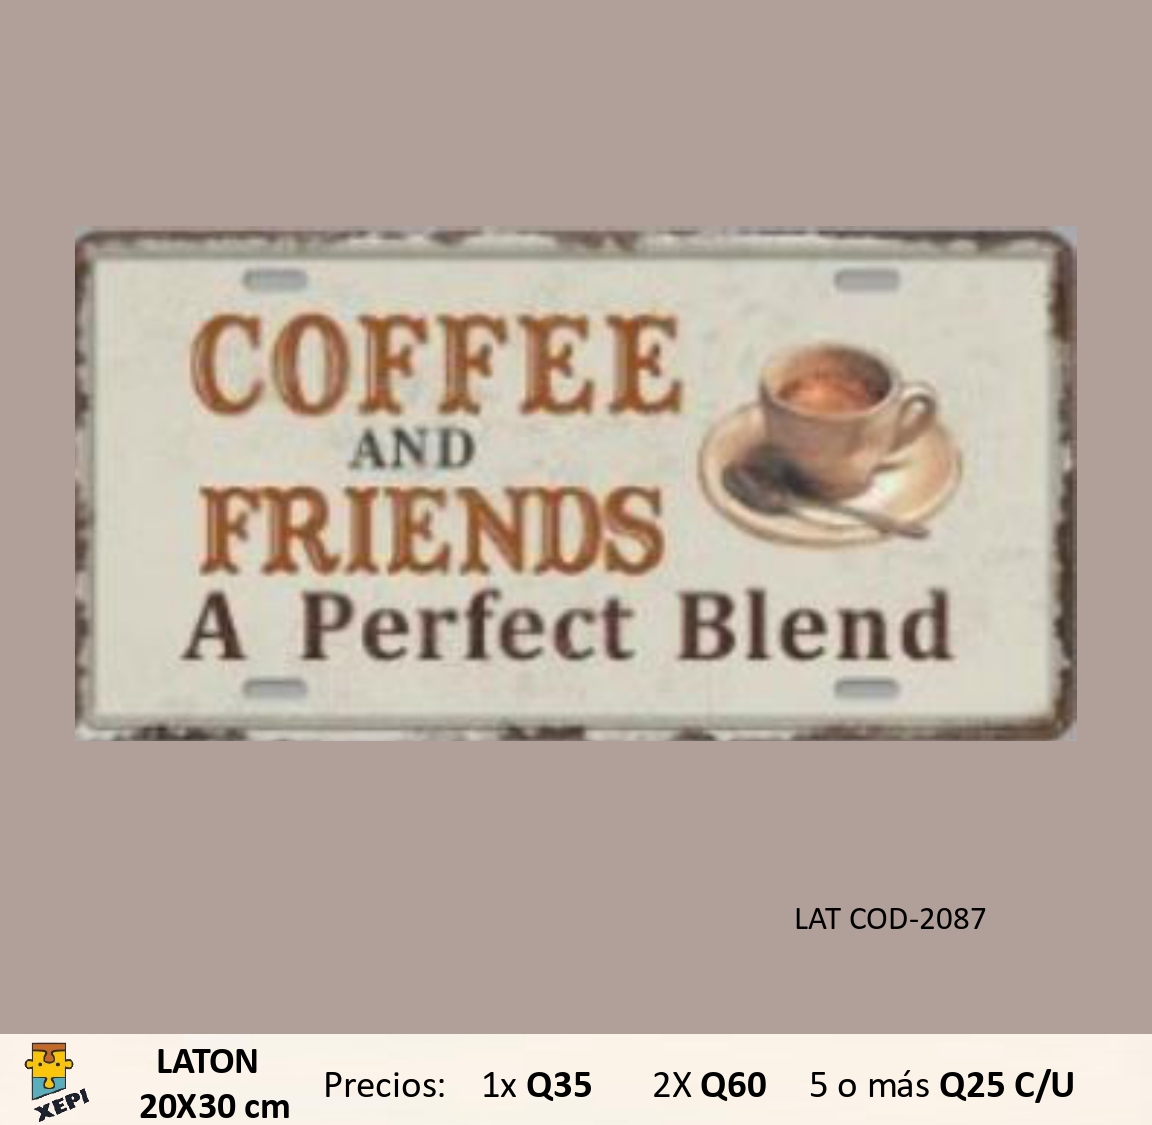 COFFEE
AND
FRIENDS
A Perfect Blend
LAT COD-2087
XEPI
LATON
20X30 cm
Precios: 1x Q35 2X Q60 5 o más Q25 C/U